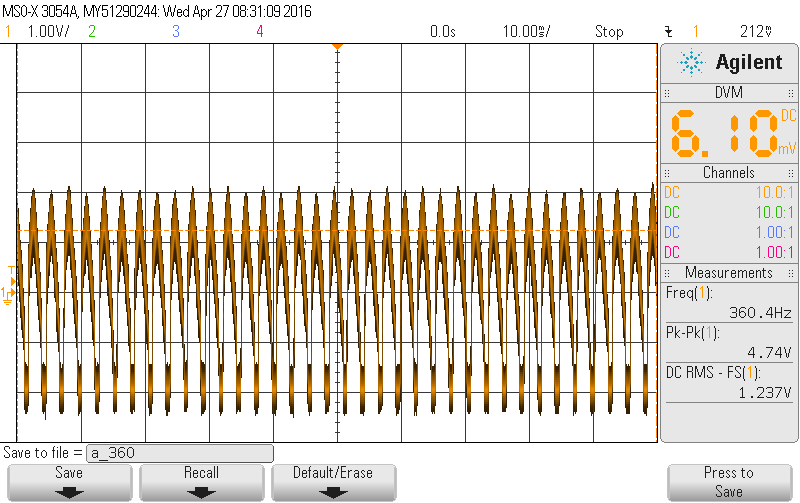 MSO-X 3054A, MY51290244: Wed Apr 27 08:31:09 2016
1 1.00V/ 2 3 4 0.0s 10.00ms/ Stop 1 212mV
Agilent
DVM
6.10 DC mV
Channels
DC 10.0:1
DC 10.0:1
DC 1.00:1
DC 1.00:1
Measurements
Freq(1):
360.4Hz
Pk-Pk(1):
4.74V
DC RMS - FS(1):
1.237V
T
1
Save to file = a_360
Save Recall Default/Erase Press to
Save